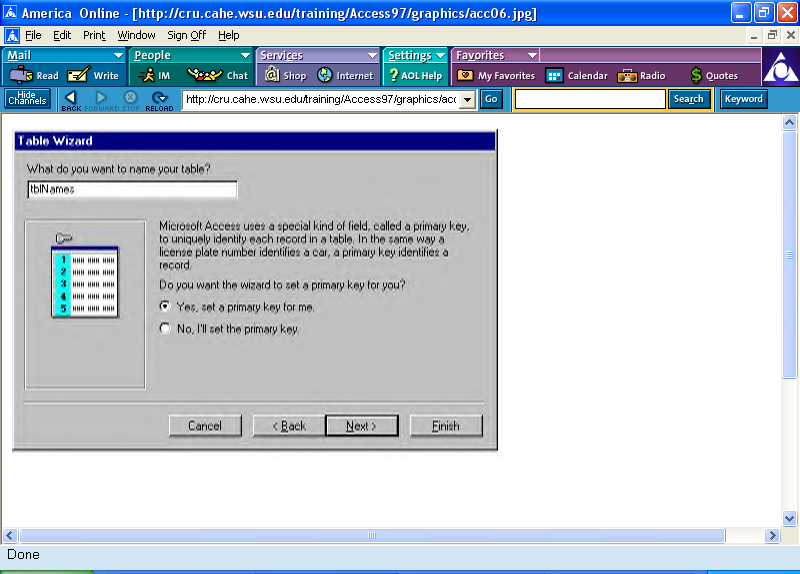 America Online - [http://cru.cahe.wsu.edu/training/Access97/graphics/acc06.jpg]
File Edit Print Window Sign Off Help
Mail People Services Settings Favorites
Read Write IM Chat Shop Internet AOL Help My Favorites Calendar Radio Quotes
Hide Channels BACK FORWARD STOP RELOAD http://cru.cahe.wsu.edu/training/Access97/graphics/acc Go Search Keyword
Table Wizard
What do you want to name your table?
tblNames
Microsoft Access uses a special kind of field, called a primary key,
to uniquely identify each record in a table. In the same way a
license plate number identifies a car, a primary key identifies a
record.
Do you want the wizard to set a primary key for you?
Yes, set a primary key for me.
No, I'll set the primary key.
1
2
3
4
5
Cancel < Back Next > Finish
Done